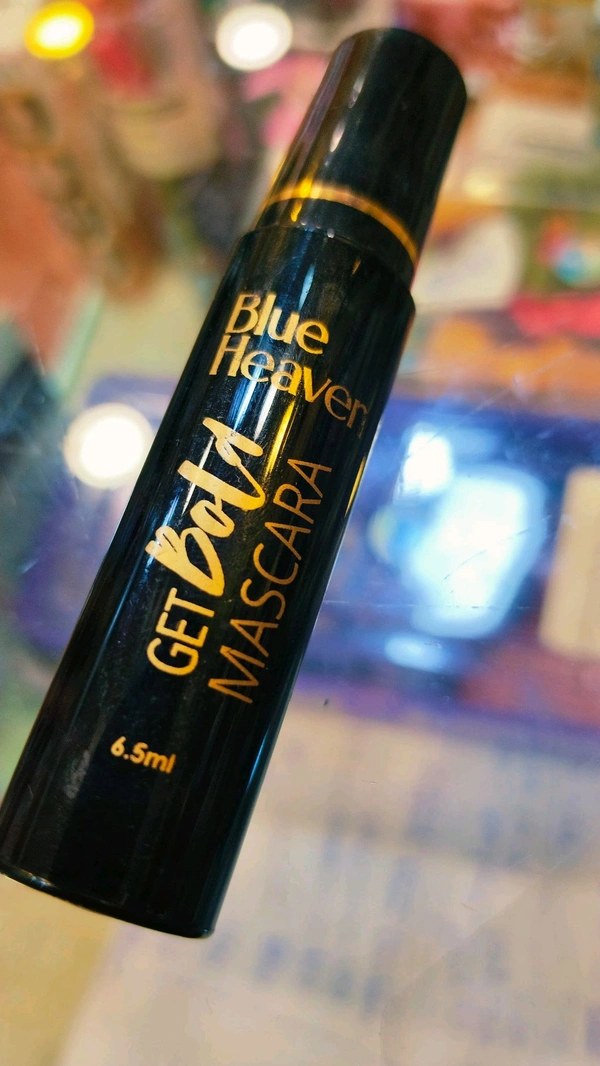 Blue
Heaven
GET Bold
MASCARA
6.5ml